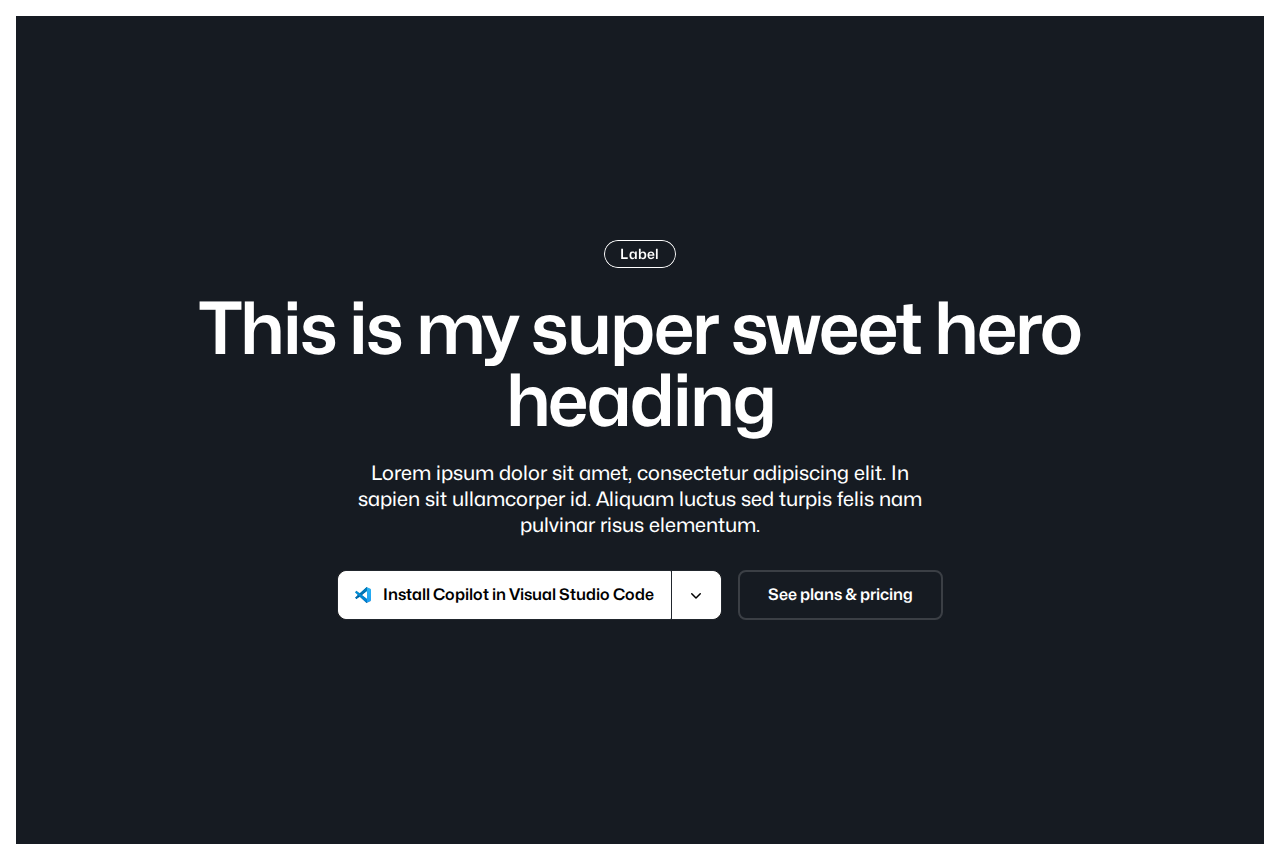 Label
This is my super sweet hero
heading
Lorem ipsum dolor sit amet, consectetur adipiscing elit. In
sapien sit ullamcorper id. Aliquam luctus sed turpis felis nam
pulvinar risus elementum.
Install Copilot in Visual Studio Code
See plans & pricing